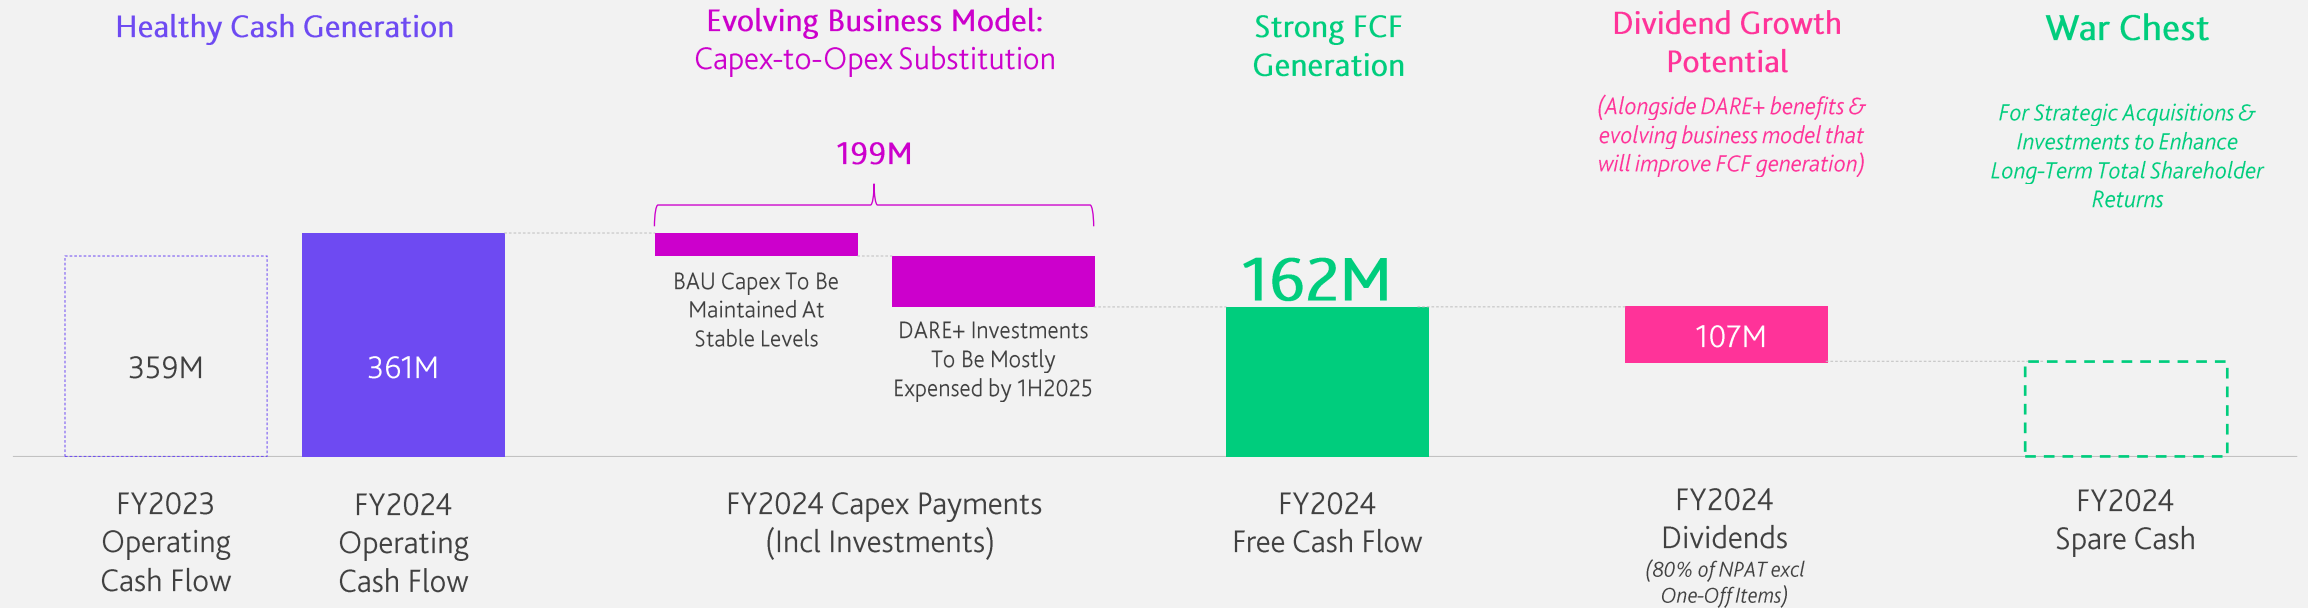 Healthy Cash Generation
Evolving Business Model:
Capex-to-Opex Substitution
Strong FCF
Generation
Dividend Growth
Potential
(Alongside DARE+ benefits &
evolving business model that
will improve FCF generation)
War Chest
For Strategic Acquisitions &
Investments to Enhance
Long-Term Total Shareholder
Returns
199M
359M
361M
BAU Capex To Be
Maintained At
Stable Levels
DARE+ Investments
To Be Mostly
Expensed by 1H2025
162M
107M
FY2023
Operating
Cash Flow
FY2024
Operating
Cash Flow
FY2024 Capex Payments
(Incl Investments)
FY2024
Free Cash Flow
FY2024
Dividends
(80% of NPAT excl
One-Off Items)
FY2024
Spare Cash